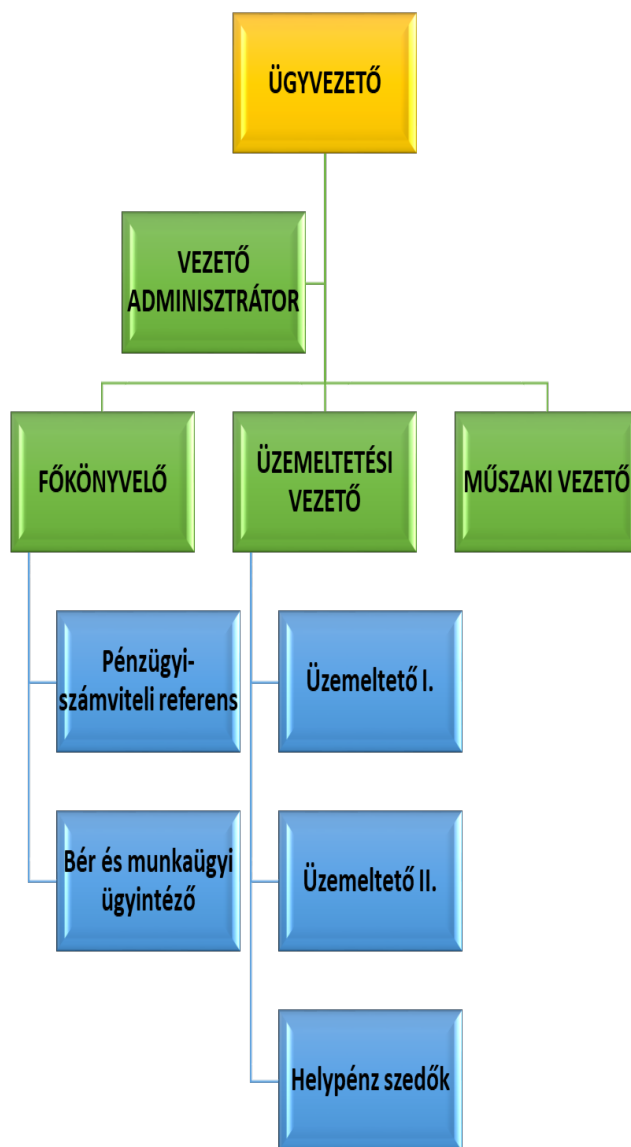 ÜGYVEZETŐ
VEZETŐ
ADMINISZTRÁTOR
FŐKÖNYVELŐ
ÜZEMELTETÉSI
VEZETŐ
MŰSZAKI VEZETŐ
Pénzügyi-
számviteli referens
Üzemeltető I.
Bér és munkaügyi
ügyintéző
Üzemeltető II.
Helypénz szedők